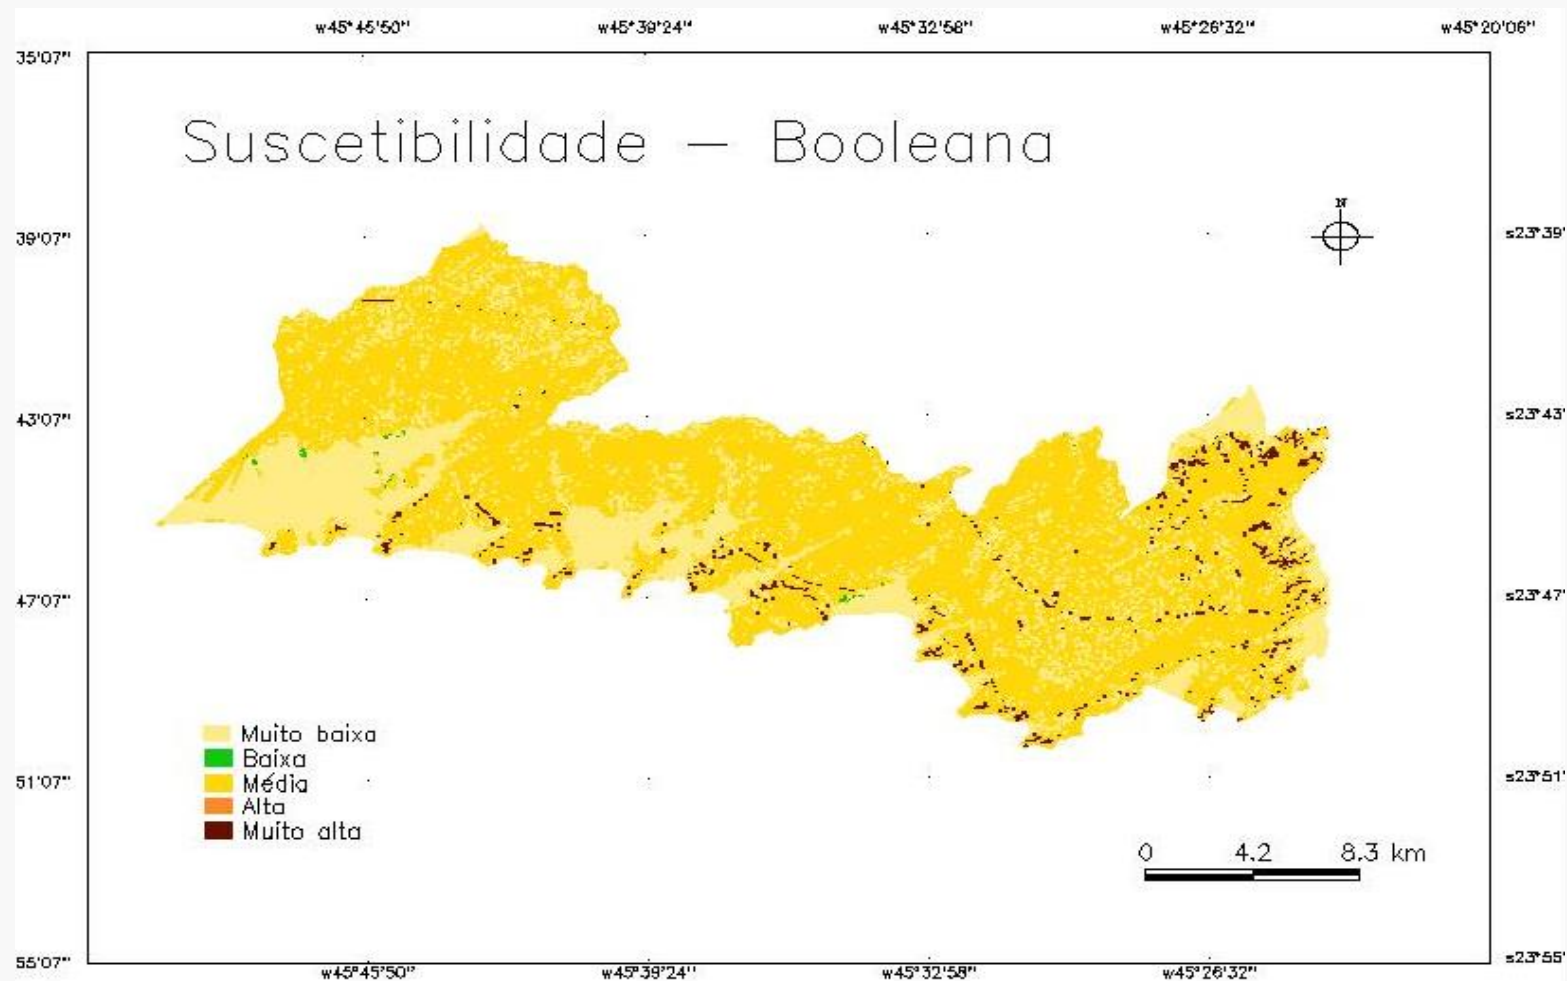 w45°45'50" w45°39'24" w45°32'58" w45°26'32" w45°20'06"
35'07"
Suscetibilidade – Booleana
N
39'07" s23°39'
43'07" s23°43'
47'07" s23°47'
Muito baixa
Baixa
Média
51'07" s23°51'
Alta
Muito alta
0 4.2 8.3 km
55'07" s23°55'
w45°45'50" w45°39'24" w45°32'58" w45°26'32"